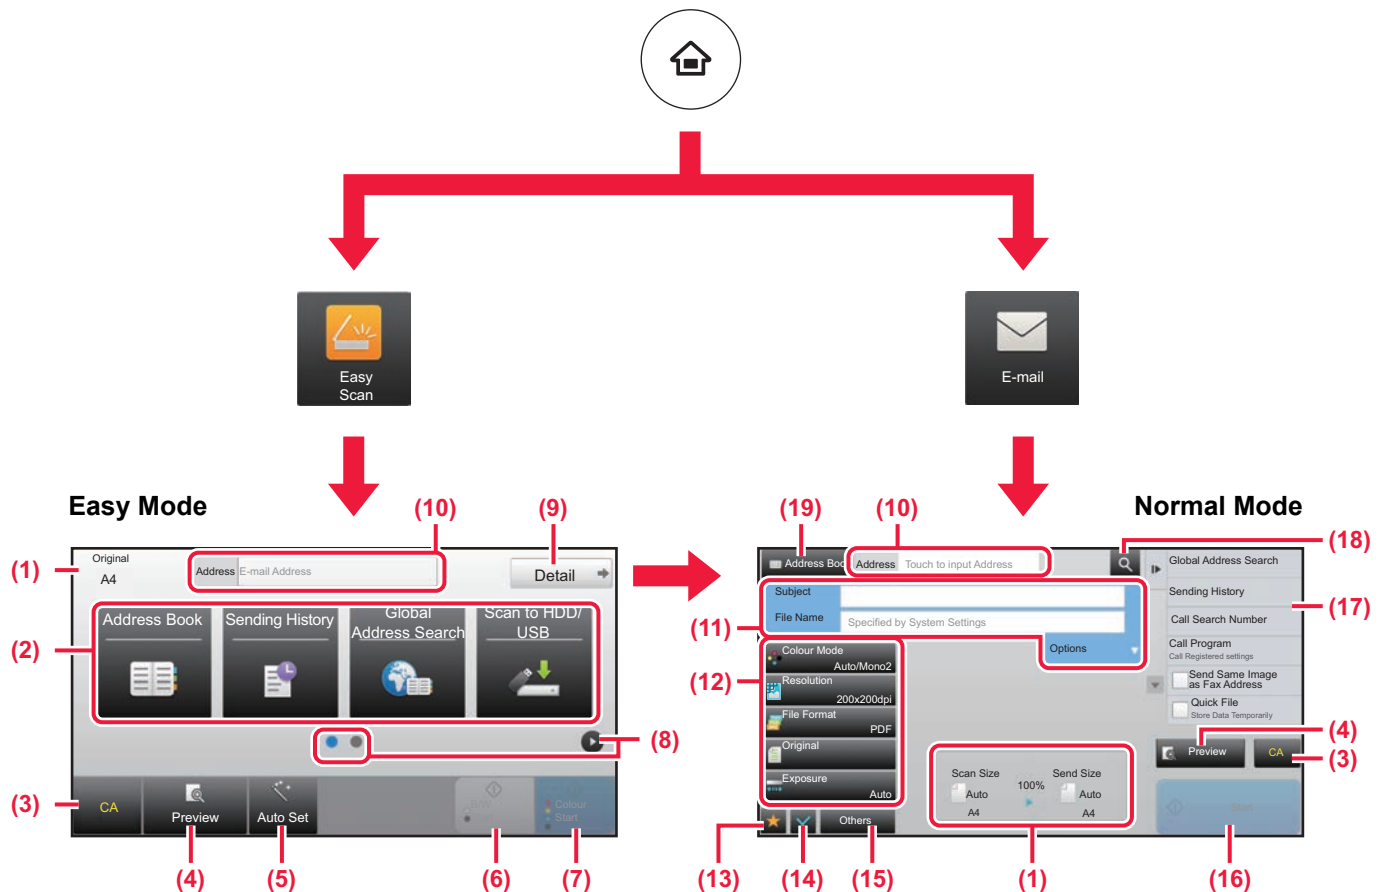 Easy
Scan
E-mail
Easy Mode
Normal Mode
(10)
(9)
(19)
(10)
(18)
Original
A4
(1)
Address
E-mail Address
Detail
(2)
Address Book
Sending History
Global
Address Search
Scan to HDD/
USB
(8)
(3)
CA
Preview
Auto Set
B/W
Start
Colour
Start
(4)
(5)
(6)
(7)
Address Boo
Address
Touch to input Address
Subject
File Name
Specified by System Settings
Options
(11)
(12)
Colour Mode
Auto/Mono2
Resolution
200x200dpi
File Format
PDF
Original
Exposure
Auto
Others
Scan Size
Auto
A4
100%
Send Size
Auto
A4
Global Address Search
Sending History
Call Search Number
Call Program
Call Registered settings
Send Same Image
as Fax Address
Quick File
Store Data Temporarily
(17)
(4)
Preview
CA
(3)
Start
(13)
(14)
(15)
(1)
(16)